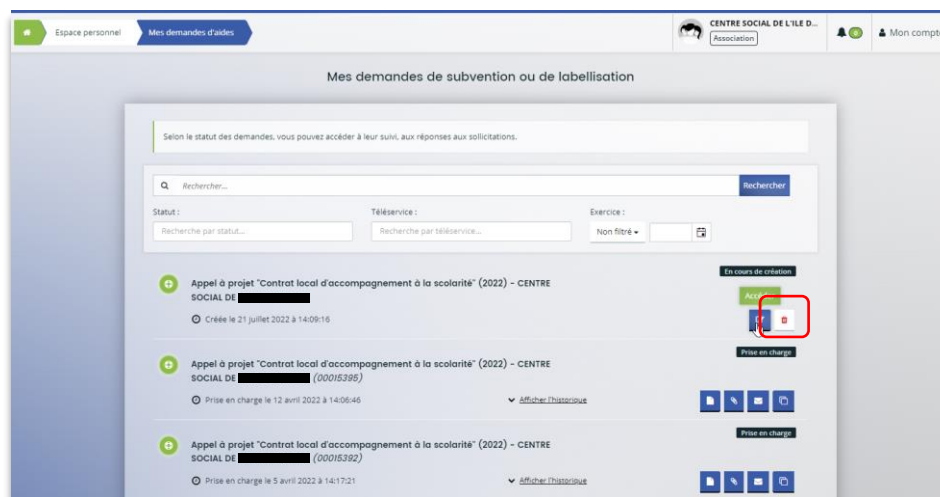 Espace personnel
Mes demandes d'aides
CENTRE SOCIAL DE L'ILE D...
Association
0
Mon compte
Mes demandes de subvention ou de labellisation
Selon le statut des demandes, vous pouvez accéder à leur suivi, aux réponses aux sollicitations.
Rechercher...
Rechercher
Statut :
Téléservice :
Exercice :
Recherche par statut...
Recherche par téléservice...
Non filtré
En cours de création
Appel à projet "Contrat local d'accompagnement à la scolarité" (2022) - CENTRE
SOCIAL DE
Créée le 21 juillet 2022 à 14:09:16
Prise en charge
Appel à projet "Contrat local d'accompagnement à la scolarité" (2022) - CENTRE
SOCIAL DE (00015395)
Prise en charge le 12 avril 2022 à 14:06:46
Afficher l'historique
Prise en charge
Appel à projet "Contrat local d'accompagnement à la scolarité" (2022) - CENTRE
SOCIAL DE (00015392)
Prise en charge le 5 avril 2022 à 14:17:21
Afficher l'historique